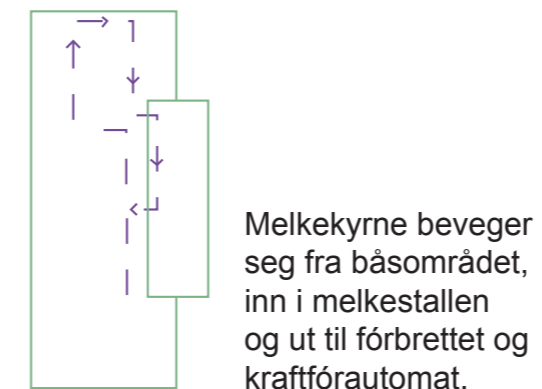 Melkekyrne beveger
seg fra båsområdet,
inn i melkestallen
og ut til fórbrettet og
kraftfórautomat.